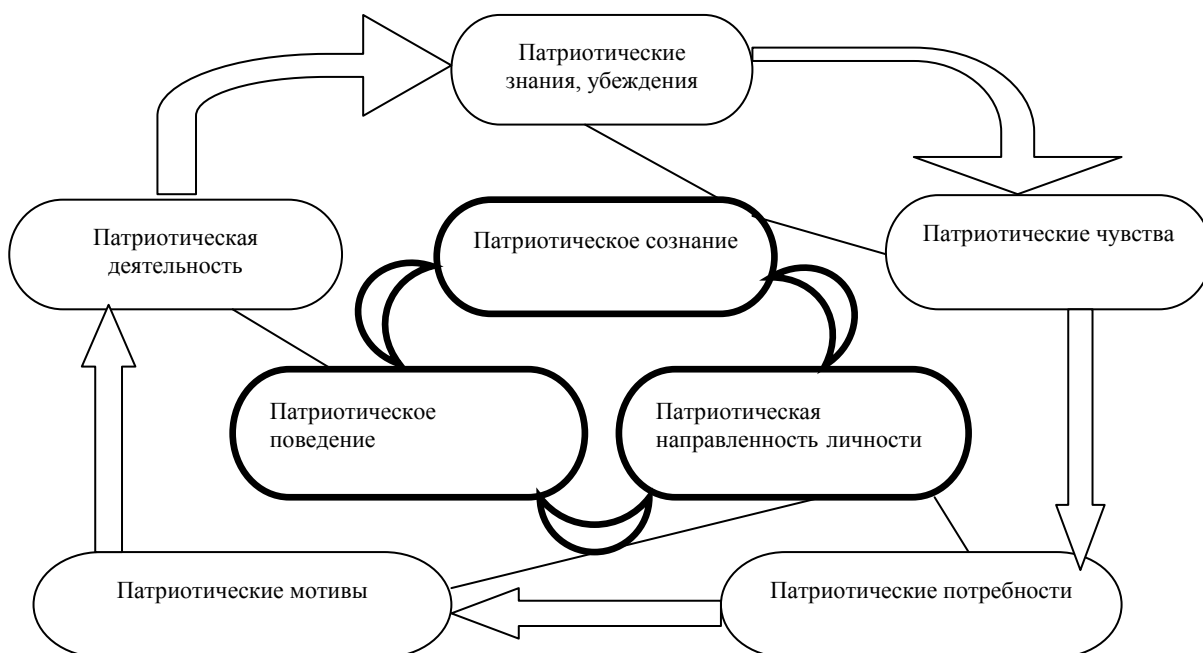 Патриотические
знания, убеждения
Патриотическая
деятельность
Патриотическое сознание
Патриотические чувства
Патриотическое
поведение
Патриотическая
направленность личности
Патриотические мотивы
Патриотические потребности